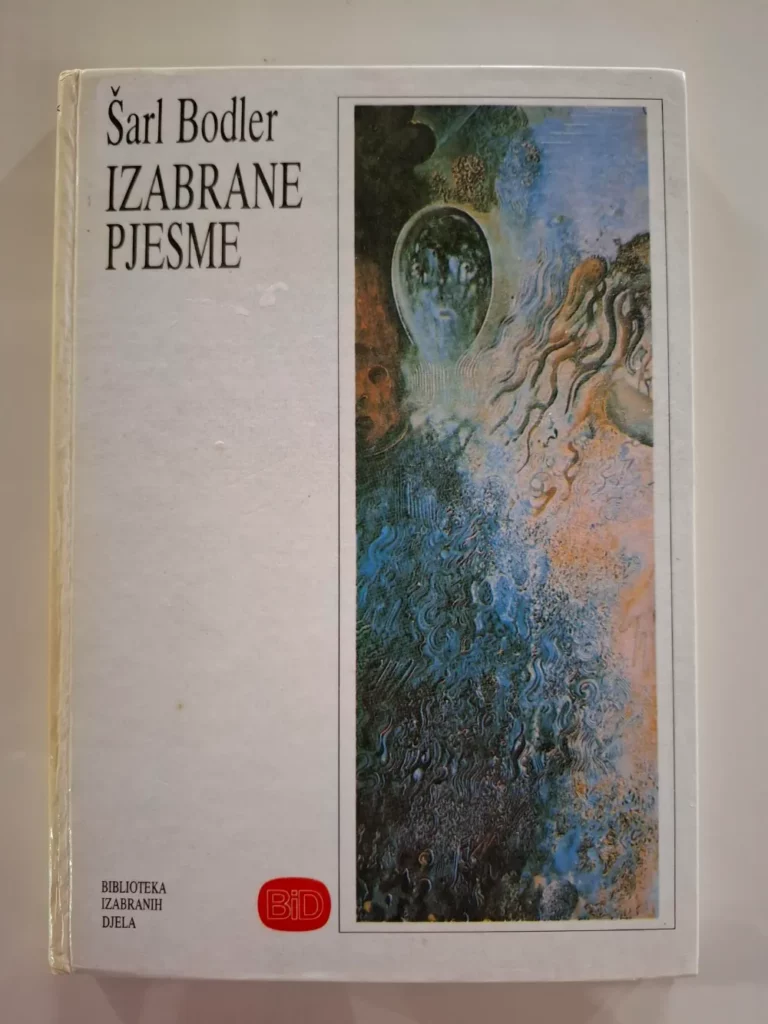 Šarl Bodler
IZABRANE
PJESME
BIBLIOTEKA
IZABRANIH
DJELA
BiD